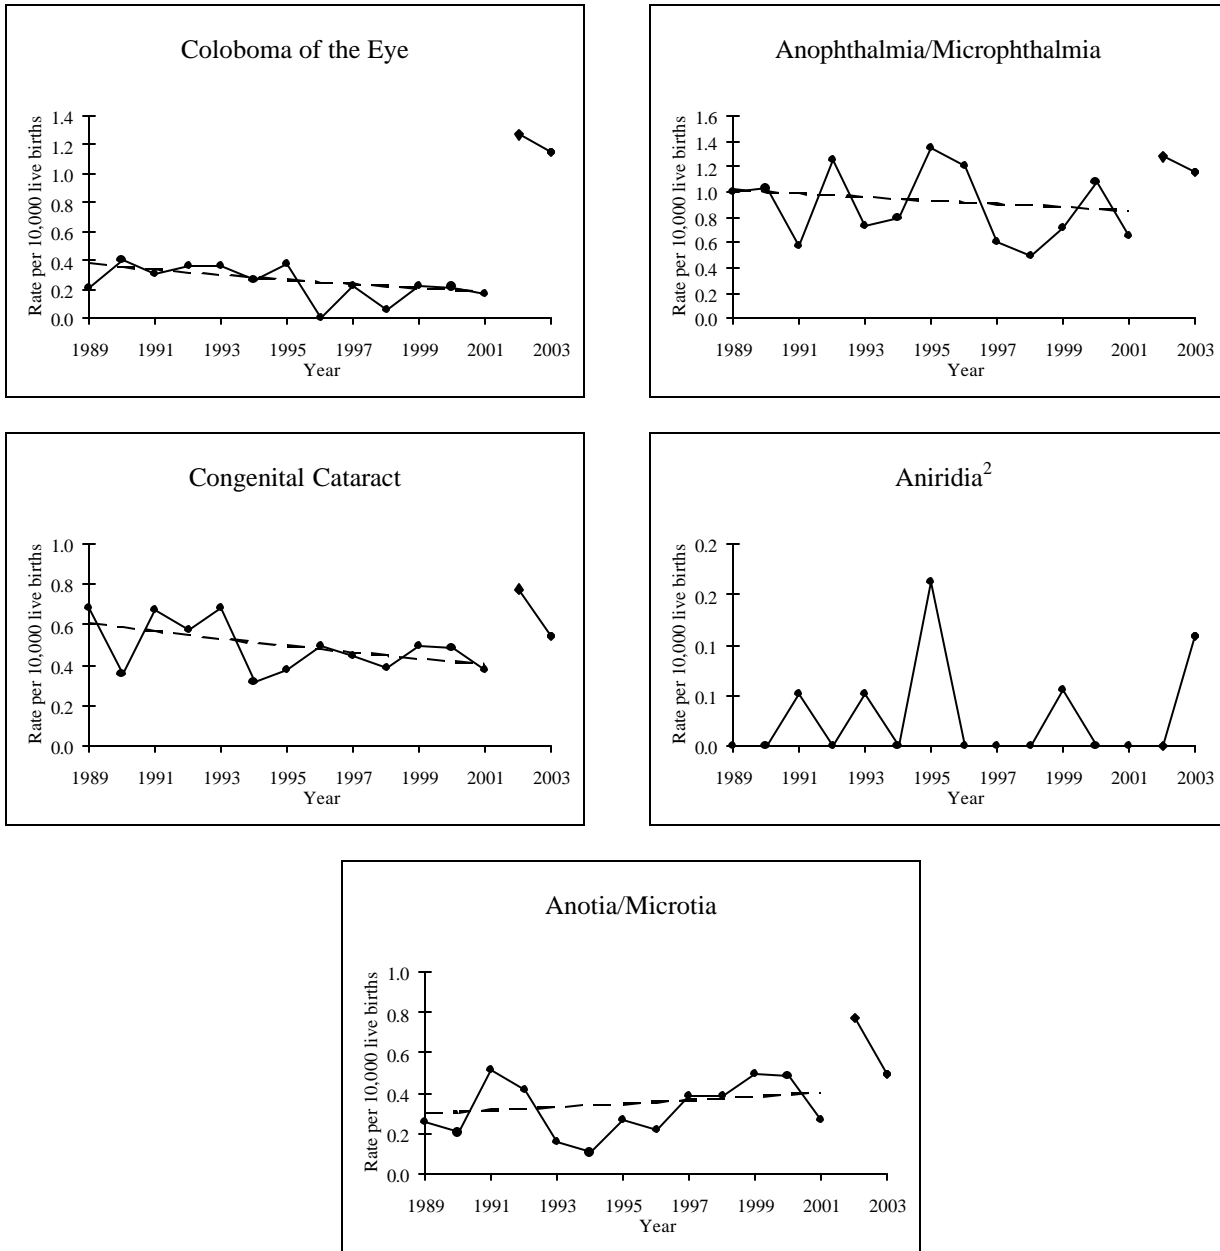 Coloboma of the Eye
Rate per 10,000 live births
1.4
1.2
1.0
0.8
0.6
0.4
0.2
0.0
1989 1991 1993 1995 1997 1999 2001 2003
Year
Anophthalmia/Microphthalmia
Rate per 10,000 live births
1.6
1.4
1.2
1.0
0.8
0.6
0.4
0.2
0.0
1989 1991 1993 1995 1997 1999 2001 2003
Year
Congenital Cataract
Rate per 10,000 live births
1.0
0.8
0.6
0.4
0.2
0.0
1989 1991 1993 1995 1997 1999 2001 2003
Year
Aniridia²
Rate per 10,000 live births
0.2
0.2
0.1
0.1
0.0
1989 1991 1993 1995 1997 1999 2001 2003
Year
Anotia/Microtia
Rate per 10,000 live births
1.0
0.8
0.6
0.4
0.2
0.0
1989 1991 1993 1995 1997 1999 2001 2003
Year